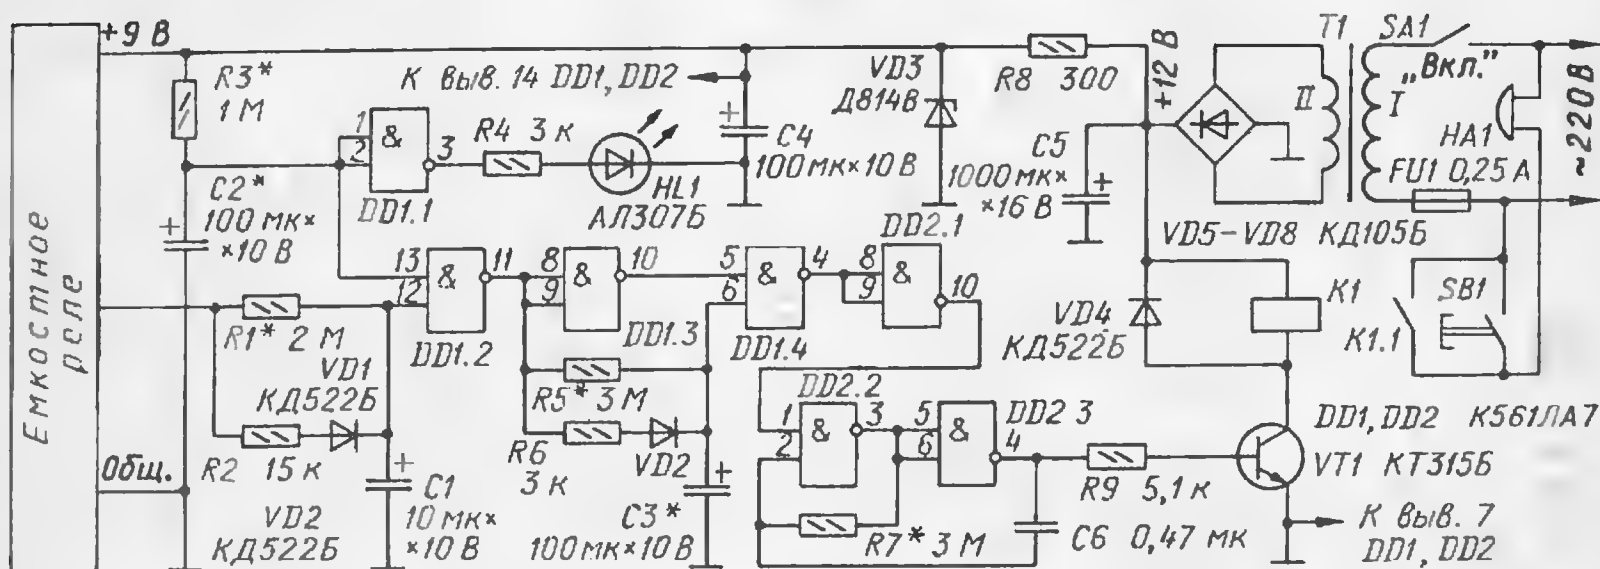 Емкостное
реле
+9 В
Общ.
R3*
1 М
C2*
100 мк×
×10 В
К выв. 14 DD1, DD2
1
2
&
3
DD1.1
R4 3 к
HL1
АЛ307Б
C4
100 мк×10 В
VD3
Д814В
R8 300
+12 В
C5
1000 мк×
×16 В
T1
II
I
SA1
„Вкл.”
HA1
FU1 0,25 А
~220В
VD5-VD8 КД105Б
13
12
&
11
DD1.2
8
9
&
10
DD1.3
5
6
&
4
DD1.4
DD2.1
8
9
&
10
R1* 2 М
VD1
КД522Б
R2 15 к
VD2
КД522Б
C1
10 мк×
×10 В
R5* 3 М
R6
3 к
VD2
C3*
100 мк×10 В
DD2.2
1
2
&
3
5
6
&
4
DD2 3
R7* 3 М
C6 0,47 мк
R9 5,1 к
VD4
КД522Б
K1
K1.1
SB1
DD1, DD2 К561ЛА7
VT1 КТ315Б
К выв. 7
DD1, DD2